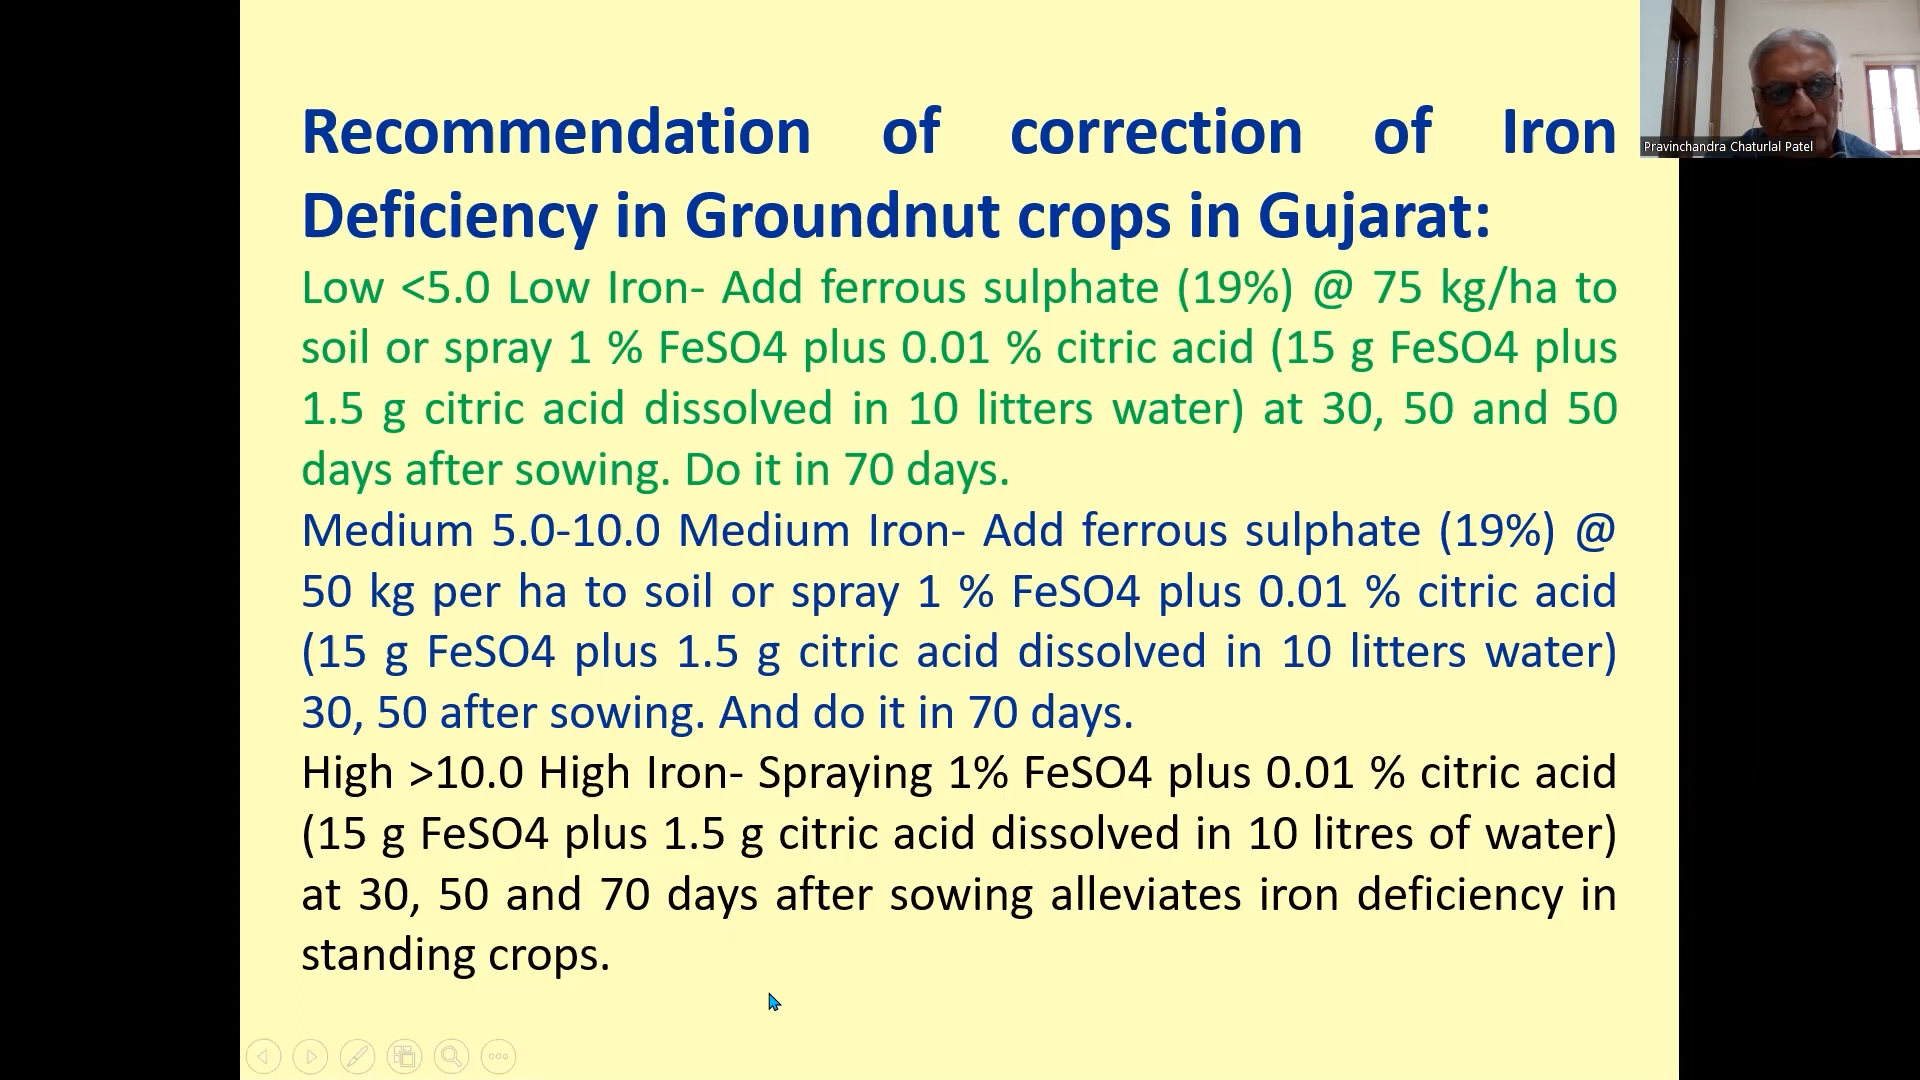 Recommendation of correction of Iron
Deficiency in Groundnut crops in Gujarat:
Low <5.0 Low Iron- Add ferrous sulphate (19%) @ 75 kg/ha to
soil or spray 1 % FeSO4 plus 0.01 % citric acid (15 g FeSO4 plus
1.5 g citric acid dissolved in 10 litters water) at 30, 50 and 50
days after sowing. Do it in 70 days.
Medium 5.0-10.0 Medium Iron- Add ferrous sulphate (19%) @
50 kg per ha to soil or spray 1 % FeSO4 plus 0.01 % citric acid
(15 g FeSO4 plus 1.5 g citric acid dissolved in 10 litters water)
30, 50 after sowing. And do it in 70 days.
High >10.0 High Iron- Spraying 1% FeSO4 plus 0.01 % citric acid
(15 g FeSO4 plus 1.5 g citric acid dissolved in 10 litres of water)
at 30, 50 and 70 days after sowing alleviates iron deficiency in
standing crops.
Pravinchandra Chaturlal Patel